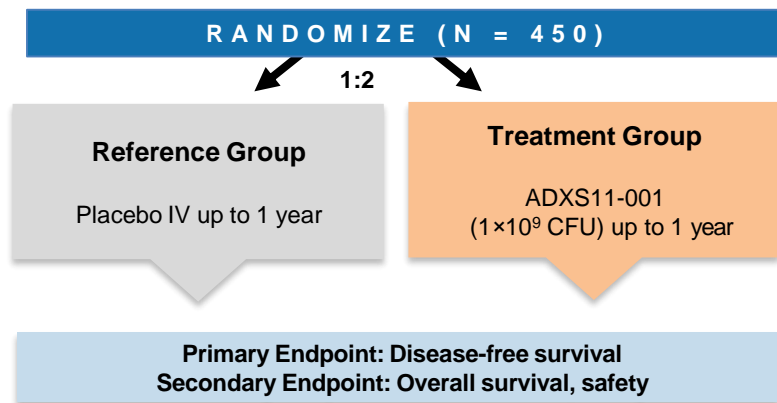 RANDOMIZE (N = 450)
1:2
Reference Group
Placebo IV up to 1 year
Treatment Group
ADXS11-001
(1×10⁹ CFU) up to 1 year
Primary Endpoint: Disease-free survival
Secondary Endpoint: Overall survival, safety